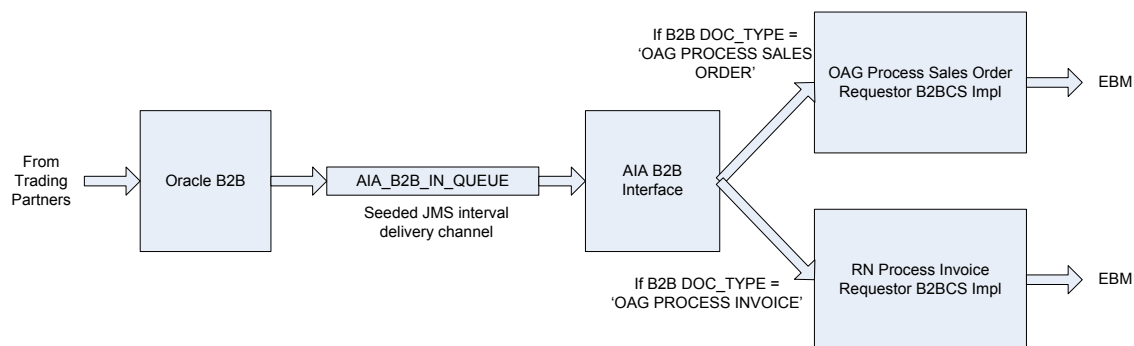 From
Trading
Partners
Oracle B2B
AIA_B2B_IN_QUEUE
Seeded JMS interval
delivery channel
AIA B2B
Interface
If B2B DOC_TYPE =
‘OAG PROCESS SALES
ORDER’
OAG Process Sales Order
Requestor B2BCS Impl
EBM
If B2B DOC_TYPE =
‘OAG PROCESS INVOICE’
RN Process Invoice
Requestor B2BCS Impl
EBM